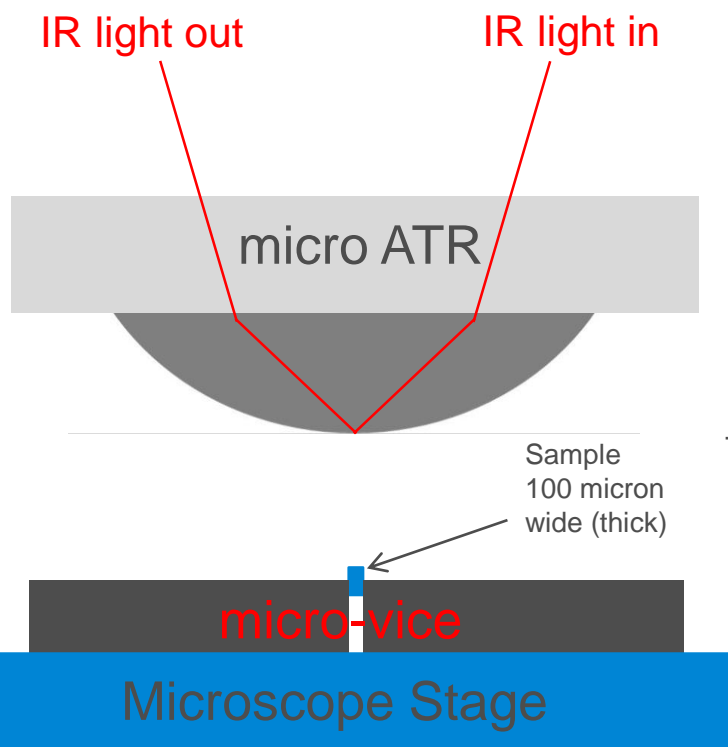 IR light out
IR light in
micro ATR
Sample
100 micron
wide (thick)
micro-vice
Microscope Stage